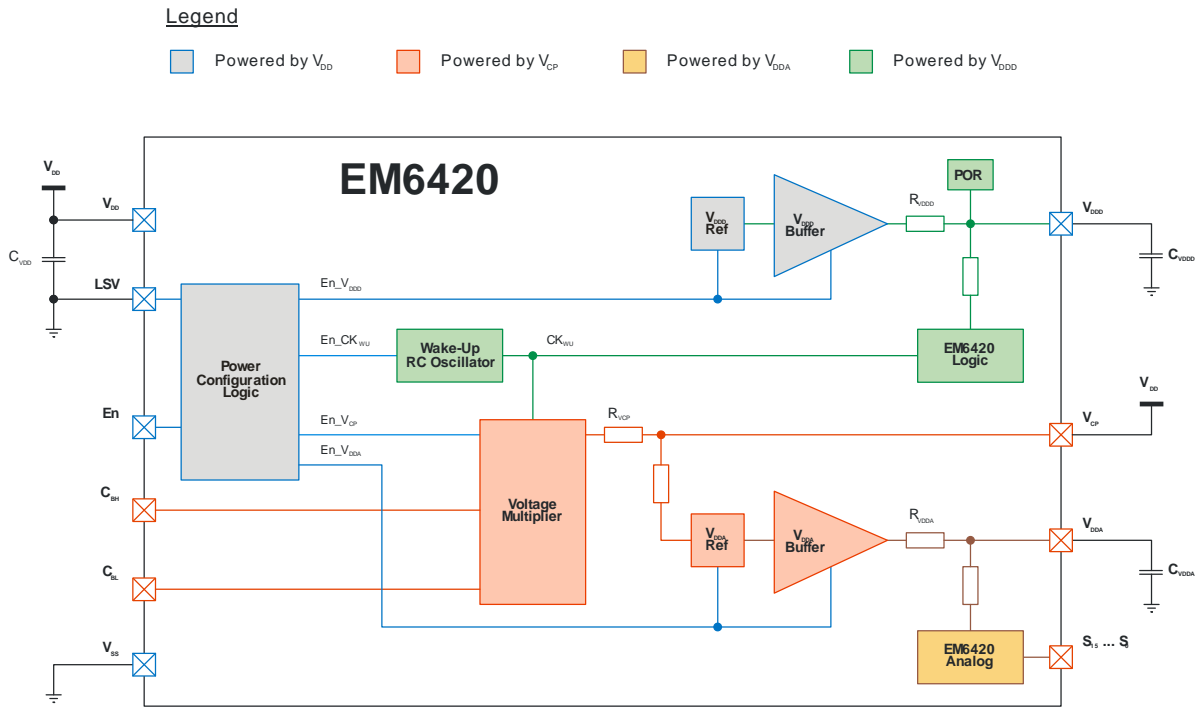 Legend
Powered by VDD
Powered by VCP
Powered by VDDA
Powered by VDDD
EM6420
VDD
VDD
CVDD
LSV
En
CBH
CBL
VSS
Power
Configuration
Logic
En_VDDD
En_CKWU
En_VCP
En_VDDA
Wake-Up
RC Oscillator
CKWU
Voltage
Multiplier
VDDD
Ref
VDDD
Buffer
RVDDD
POR
EM6420
Logic
RVCP
VDDA
Ref
VDDA
Buffer
RVDDA
EM6420
Analog
VDDD
CVDDD
VDD
VCP
VDDA
CVDDA
S15 ... S0